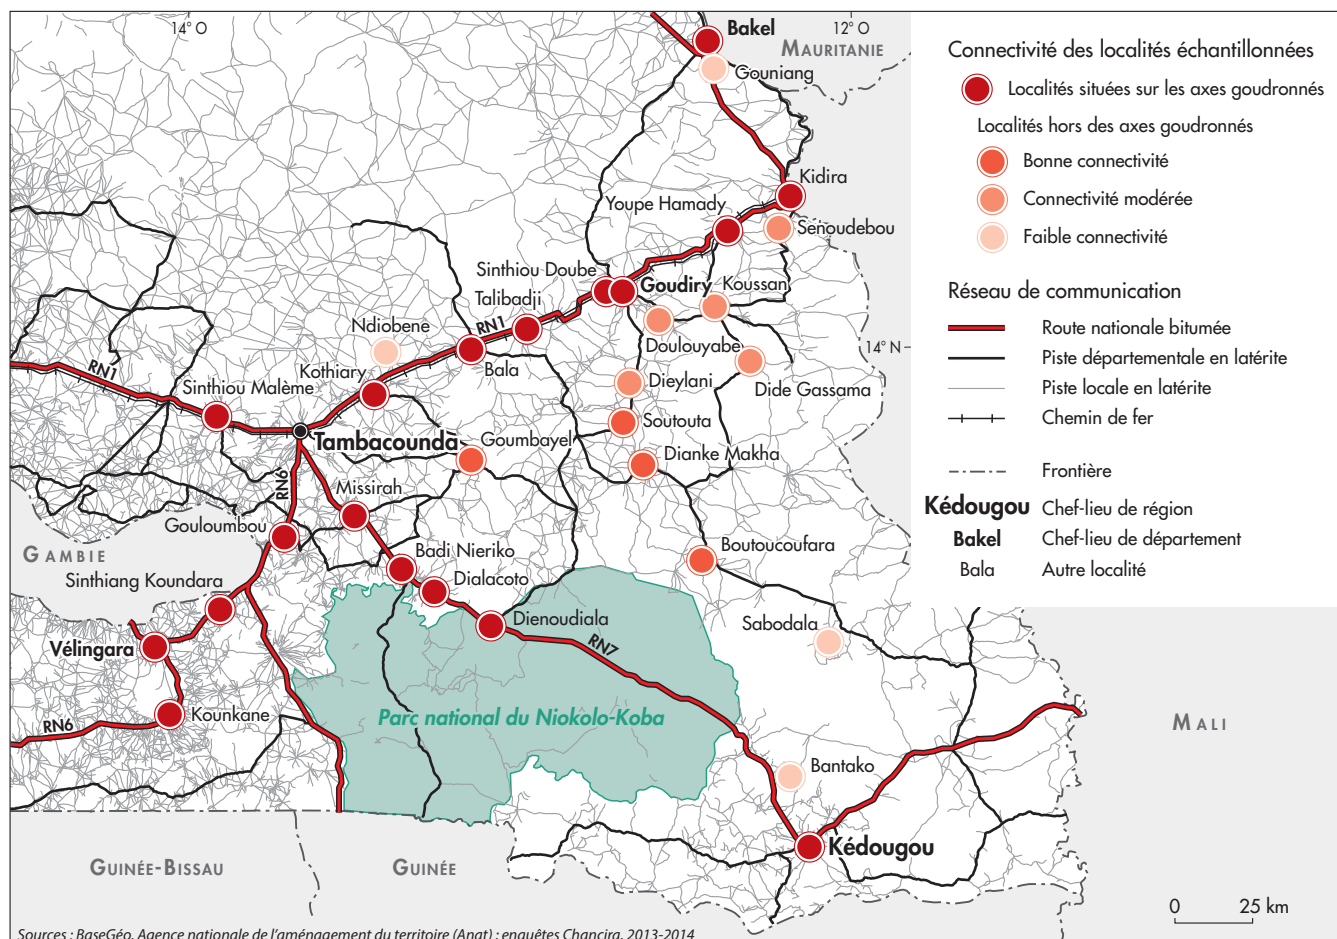 14° O
12° O
Bakel
MAURITANIE
Gouniang
Kidira
Youpe Hamady
Senoudebou
Sinthiou Doube
Goudiry
Koussan
Talibadji
RN1
Ndiobene
Doulouyabe
14° N
Bala
Kothiary
Dieylani
Dide Gassama
RN1
Sinthiou Malème
Soutouta
Tambacounda
Goumbayel
Dianke Makha
RN6
Missirah
Gouloumbou
GAMBIE
Badi Nieriko
Boutoucoufara
Sinthiang Koundara
Dialacoto
Dienoudiala
Sabodala
Vélingara
RN7
Kounkane
Parc national du Niokolo-Koba
RN6
MALI
Bantako
Kédougou
GUINÉE-BISSAU
GUINÉE
Connectivité des localités échantillonnées
Localités situées sur les axes goudronnés
Localités hors des axes goudronnés
Bonne connectivité
Connectivité modérée
Faible connectivité
Réseau de communication
Route nationale bitumée
Piste départementale en latérite
Piste locale en latérite
Chemin de fer
Frontière
Kédougou Chef-lieu de région
Bakel Chef-lieu de département
Bala Autre localité
0 25 km
Sources : BaseGéo, Agence nationale de l'aménagement du territoire (Anat) ; enquêtes Chancira, 2013-2014